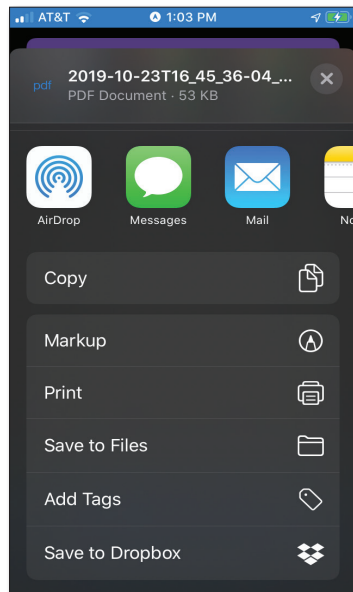 AT&T 1:03 PM
pdf
2019-10-23T16_45_36-04_...
PDF Document · 53 KB
AirDrop Messages Mail No
Copy
Markup
Print
Save to Files
Add Tags
Save to Dropbox